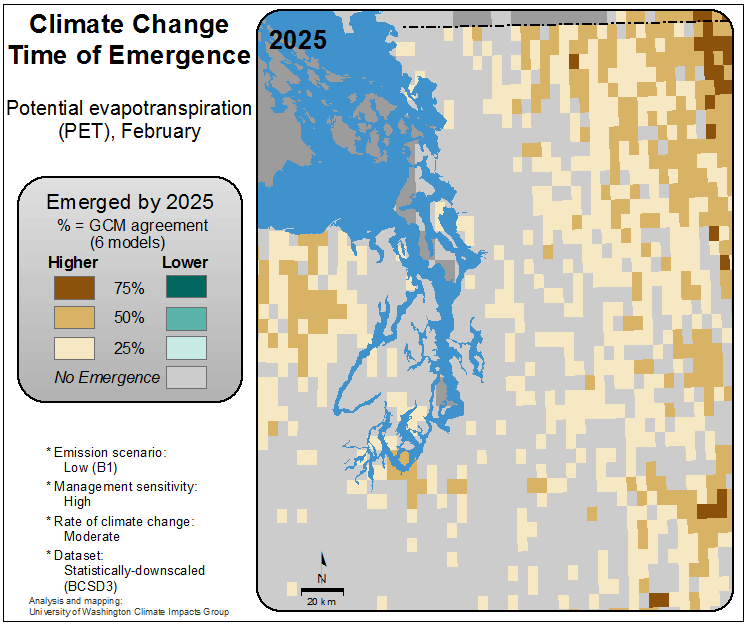 Climate Change
Time of Emergence
Potential evapotranspiration
(PET), February
Emerged by 2025
% = GCM agreement
(6 models)
Higher Lower
75%
50%
25%
No Emergence
* Emission scenario:
Low (B1)
* Management sensitivity:
High
* Rate of climate change:
Moderate
* Dataset:
Statistically-downscaled
(BCSD3)
Analysis and mapping:
University of Washington Climate Impacts Group
2025
N
20 km